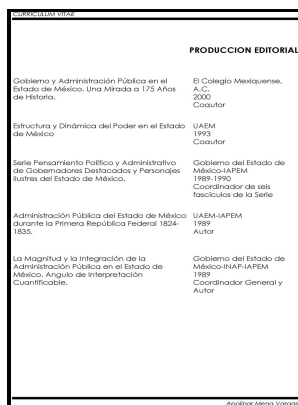 CURRICULUM VITAE
PRODUCCION EDITORIAL
Gobierno y Administración Pública en el
Estado de México. Una Mirada a 175 Años
de Historia.
El Colegio Mexiquense,
A.C.
2000
Coautor
Estructura y Dinámica del Poder en el Estado
de México
UAEM
1993
Coautor
Serie Pensamiento Político y Administrativo
de Gobernadores Destacados y Personajes
Ilustres del Estado de México.
Gobierno del Estado de
México-IAPEM
1989-1990
Coordinador de seis
fascículos de la Serie
Administración Pública del Estado de México
durante la Primera República Federal 1824-
1835.
UAEM-IAPEM
1989
Autor
La Magnitud y la Integración de la
Administración Pública en el Estado de
México. Angulo de Interpretación
Cuantificable.
Gobierno del Estado de
México-INAP-IAPEM
1989
Coordinador General y
Autor
Apolinar Mena Vargas